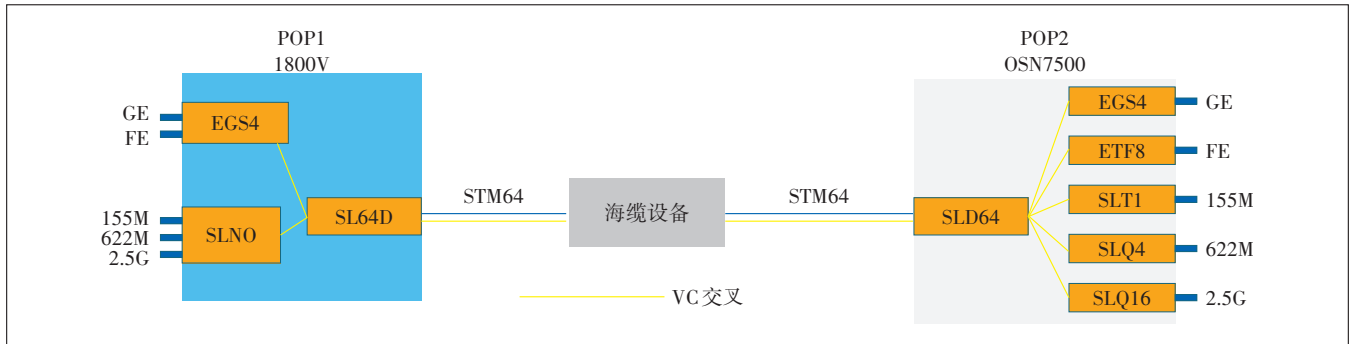 POP1
1800V
GE
FE
EGS4
155M
622M
2.5G
SLNO
SL64D
STM64
海缆设备
STM64
VC交叉
POP2
OSN7500
SLD64
EGS4
GE
ETF8
FE
SLT1
155M
SLQ4
622M
SLQ16
2.5G